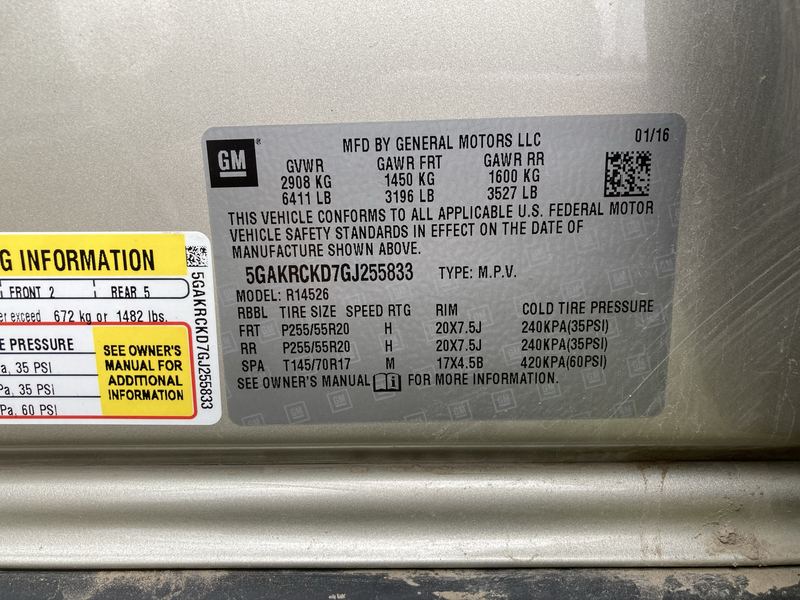 GM®
MFD BY GENERAL MOTORS LLC
01/16
GVWR GAWR FRT GAWR RR
2908 KG 1450 KG 1600 KG
6411 LB 3196 LB 3527 LB
THIS VEHICLE CONFORMS TO ALL APPLICABLE U.S. FEDERAL MOTOR
VEHICLE SAFETY STANDARDS IN EFFECT ON THE DATE OF
MANUFACTURE SHOWN ABOVE.
5GAKRCKD7GJ255833 TYPE: M.P.V.
MODEL: R14526
RBBL TIRE SIZE SPEED RTG RIM COLD TIRE PRESSURE
FRT P255/55R20 H 20X7.5J 240KPA(35PSI)
RR P255/55R20 H 20X7.5J 240KPA(35PSI)
SPA T145/70R17 M 17X4.5B 420KPA(60PSI)
SEE OWNER'S MANUAL FOR MORE INFORMATION.
G INFORMATION
FRONT 2 REAR 5
er exceed 672 kg or 1482 lbs.
E PRESSURE
a, 35 PSI
Pa, 35 PSI
Pa, 60 PSI
SEE OWNER'S
MANUAL FOR
ADDITIONAL
INFORMATION
5GAKRCKD7GJ255833